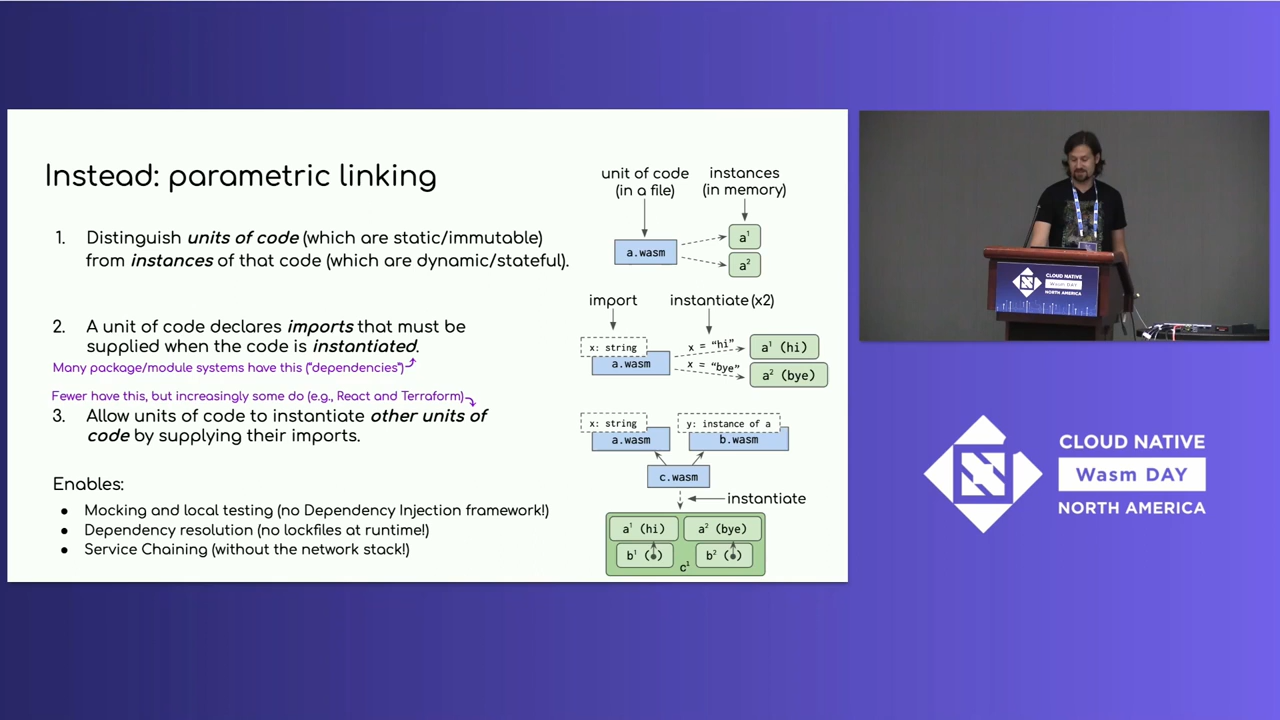 Instead: parametric linking
1. Distinguish units of code (which are static/immutable)
from instances of that code (which are dynamic/stateful).
2. A unit of code declares imports that must be
supplied when the code is instantiated.
Many package/module systems have this ("dependencies")
Fewer have this, but increasingly some do (e.g., React and Terraform)
3. Allow units of code to instantiate other units of
code by supplying their imports.
Enables:
● Mocking and local testing (no Dependency Injection framework!)
● Dependency resolution (no lockfiles at runtime!)
● Service Chaining (without the network stack!)
unit of code
(in a file)
instances
(in memory)
a.wasm
a¹
a²
import
instantiate (x2)
x: string
a.wasm
x = "hi"
x = "bye"
a¹ (hi)
a² (bye)
x: string
a.wasm
y: instance of a
b.wasm
c.wasm
instantiate
a¹ (hi)
a² (bye)
b¹ ( )
b² ( )
c¹
CLOUD NATIVE
Wasm DAY
NORTH AMERICA
CLOUD NATIVE
Wasm DAY
NORTH AMERICA